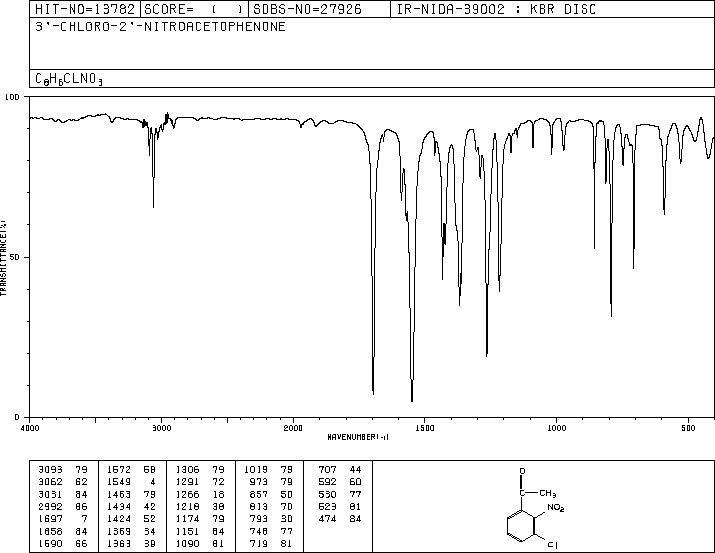 HIT-NO=13782 SCORE= ( ) SDBS-NO=27926 IR-NIDA-39002 : KBR DISC
3'-CHLORO-2'-NITROACETOPHENONE
C8H6CLNO3
100
50
0
TRANSMITTANCE(%)
4000 3000 2000 1500 1000 500
WAVENUMBER(-1)
3093 79 1572 58 1306 79 1019 79 707 44
3062 62 1549 4 1291 72 973 79 592 60
3031 84 1463 79 1266 18 857 50 530 77
2992 86 1434 42 1218 38 813 70 523 81
1697 7 1424 52 1174 79 793 30 474 84
1658 84 1369 34 1151 84 748 77
1590 66 1363 39 1090 81 719 81
O
C—CH3
NO2
Cl